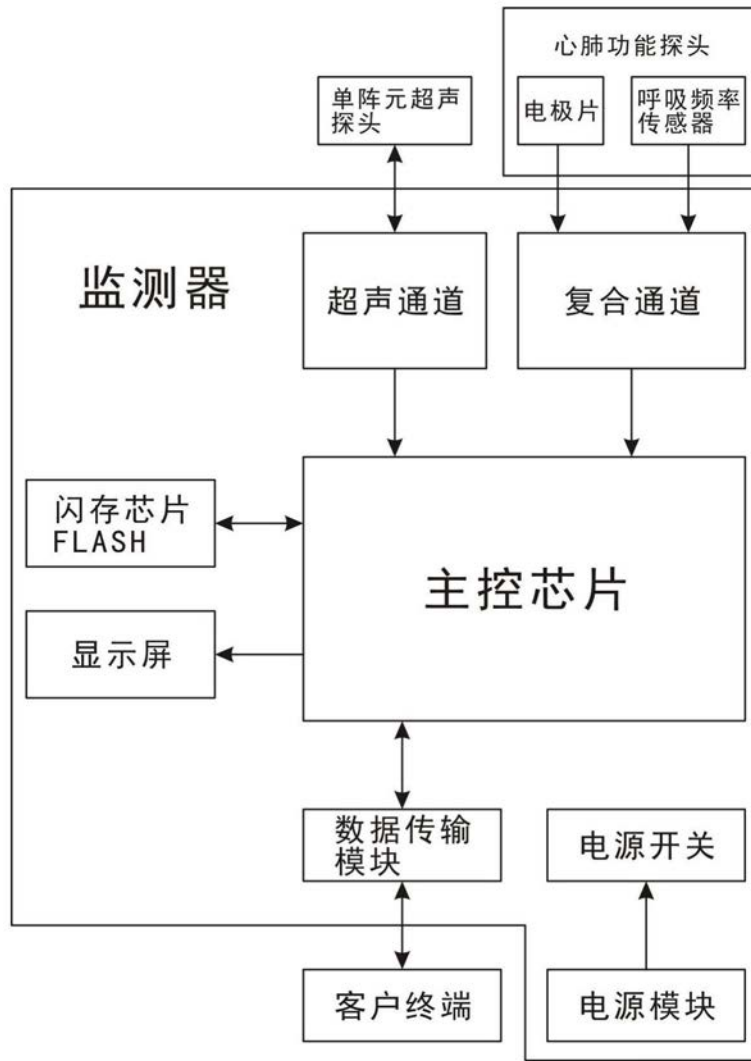 心肺功能探头
单阵元超声
探头
电极片
呼吸频率
传感器
监测器
超声通道
复合通道
闪存芯片
FLASH
主控芯片
显示屏
数据传输
模块
电源开关
客户终端
电源模块